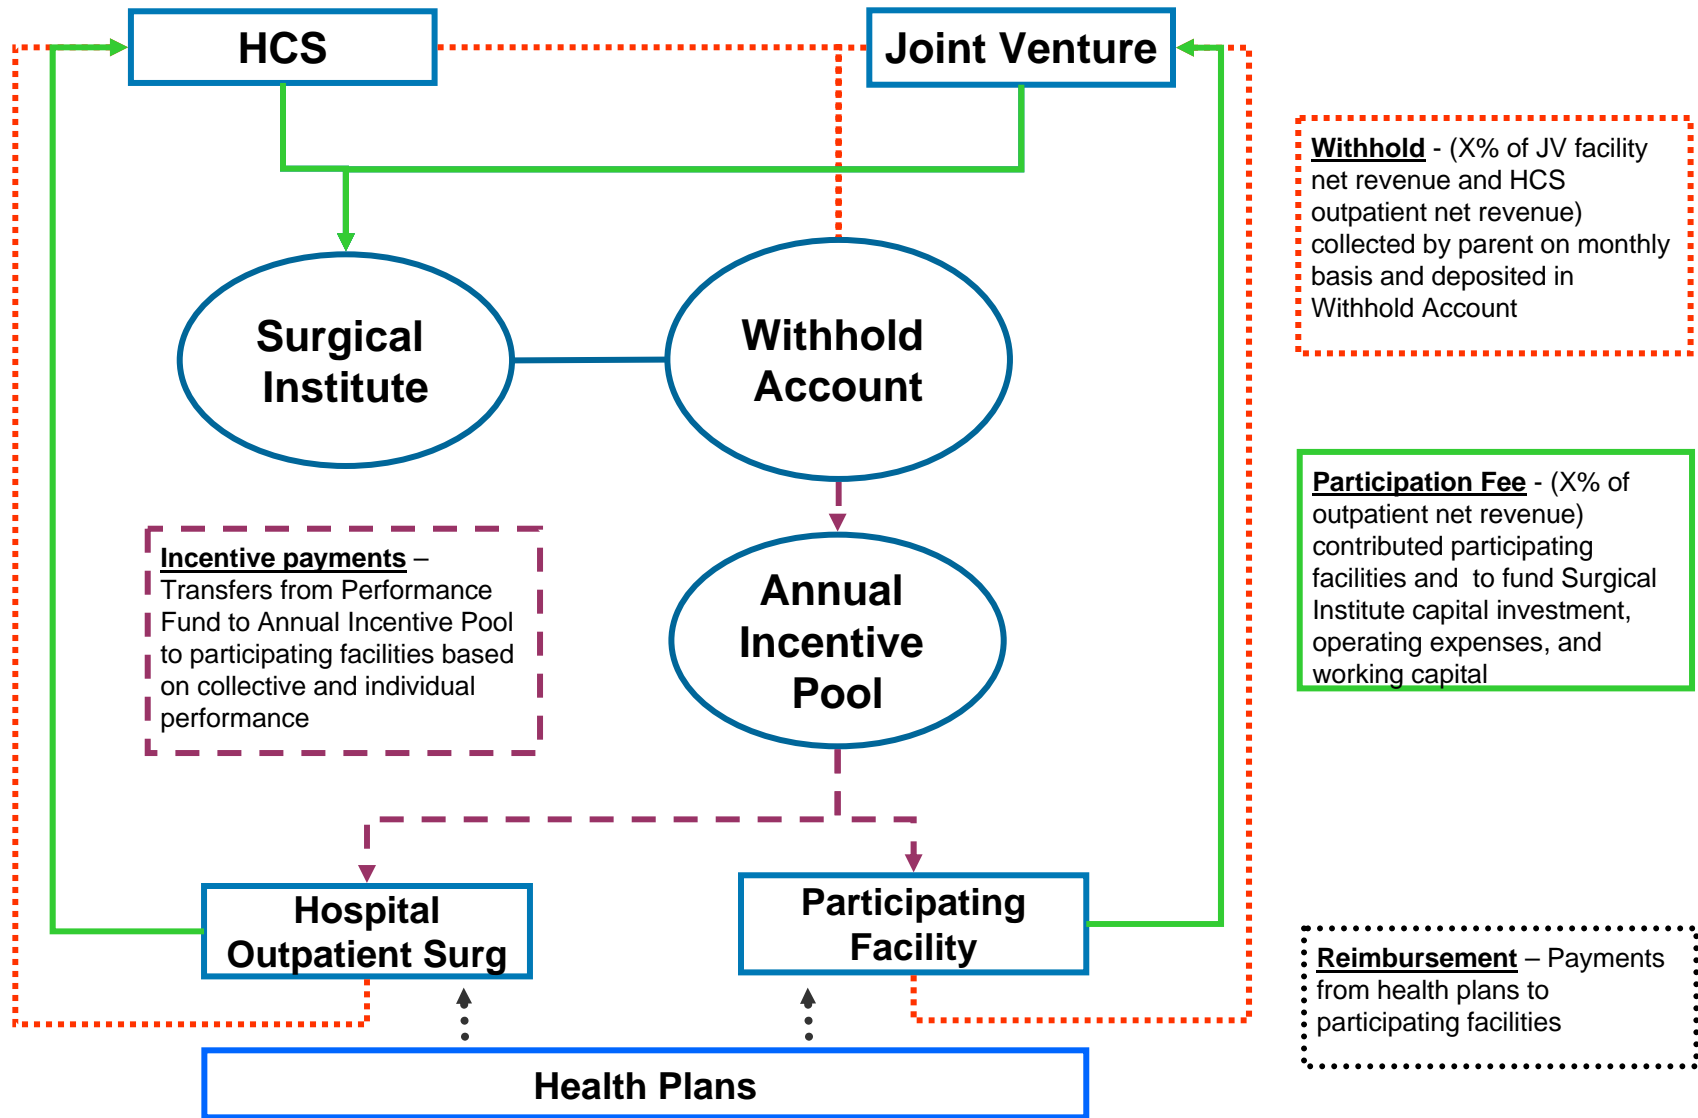 HCS
Joint Venture
Withhold - (X% of JV facility
net revenue and HCS
outpatient net revenue)
collected by parent on monthly
basis and deposited in
Withhold Account
Surgical
Institute
Withhold
Account
Participation Fee - (X% of
outpatient net revenue)
contributed participating
facilities and  to fund Surgical
Institute capital investment,
operating expenses, and
working capital
Incentive payments –
Transfers from Performance
Fund to Annual Incentive Pool
to participating facilities based
on collective and individual
performance
Annual
Incentive
Pool
Hospital
Outpatient Surg
Participating
Facility
Reimbursement – Payments
from health plans to
participating facilities
Health Plans